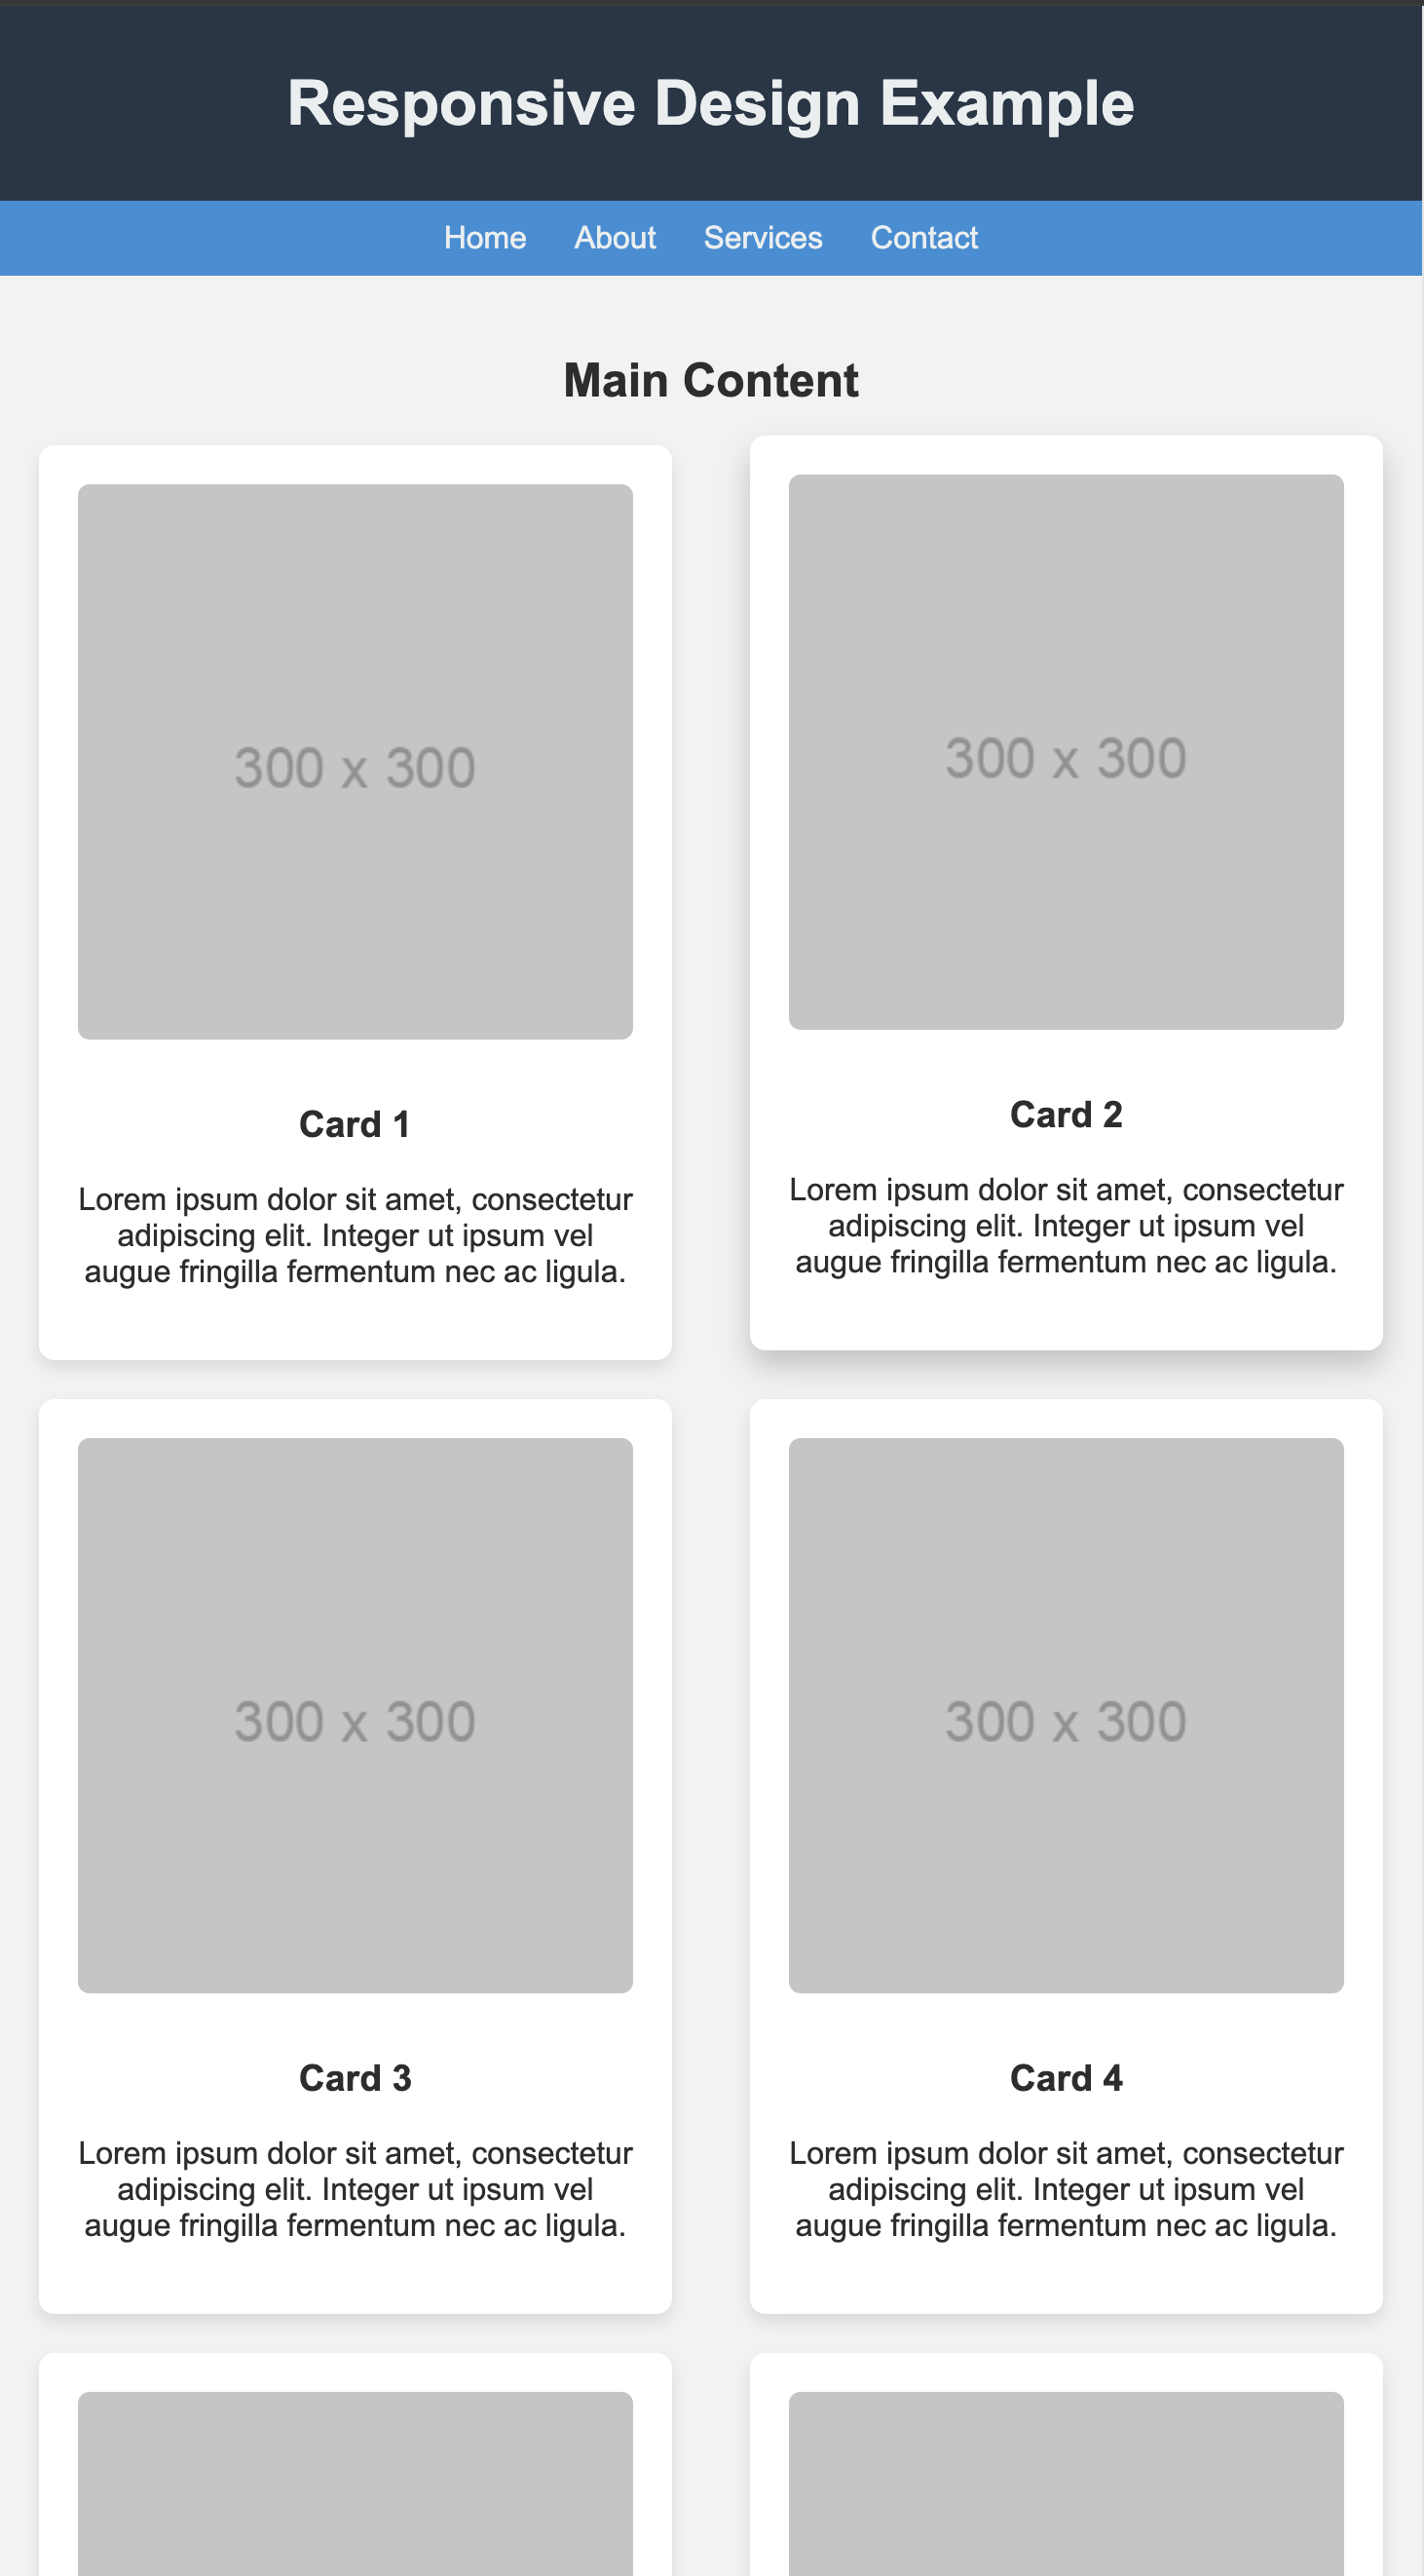 Responsive Design Example
Home About Services Contact
Main Content
300 x 300
Card 1
Lorem ipsum dolor sit amet, consectetur
adipiscing elit. Integer ut ipsum vel
augue fringilla fermentum nec ac ligula.
300 x 300
Card 2
Lorem ipsum dolor sit amet, consectetur
adipiscing elit. Integer ut ipsum vel
augue fringilla fermentum nec ac ligula.
300 x 300
Card 3
Lorem ipsum dolor sit amet, consectetur
adipiscing elit. Integer ut ipsum vel
augue fringilla fermentum nec ac ligula.
300 x 300
Card 4
Lorem ipsum dolor sit amet, consectetur
adipiscing elit. Integer ut ipsum vel
augue fringilla fermentum nec ac ligula.